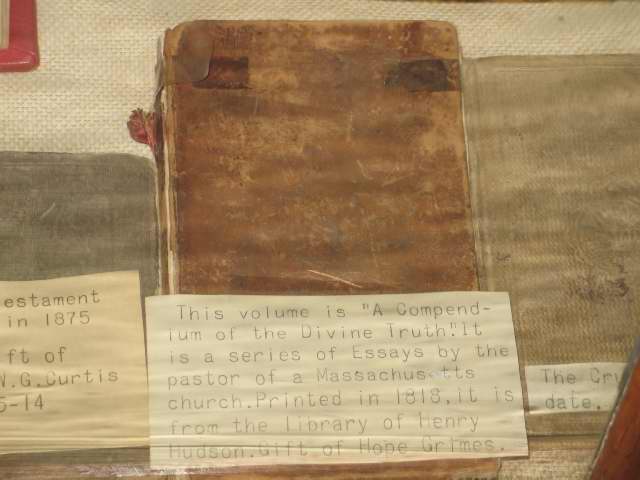 estament
in 1875
ft of
W.G.Curtis
5-14
This volume is "A Compend-
ium of the Divine Truth."It
is a series of Essays by the
pastor of a Massachusetts
church.Printed in 1818,it is
from the library of Henry
Hudson.Gift of Hope Grimes.
The Cru
date.